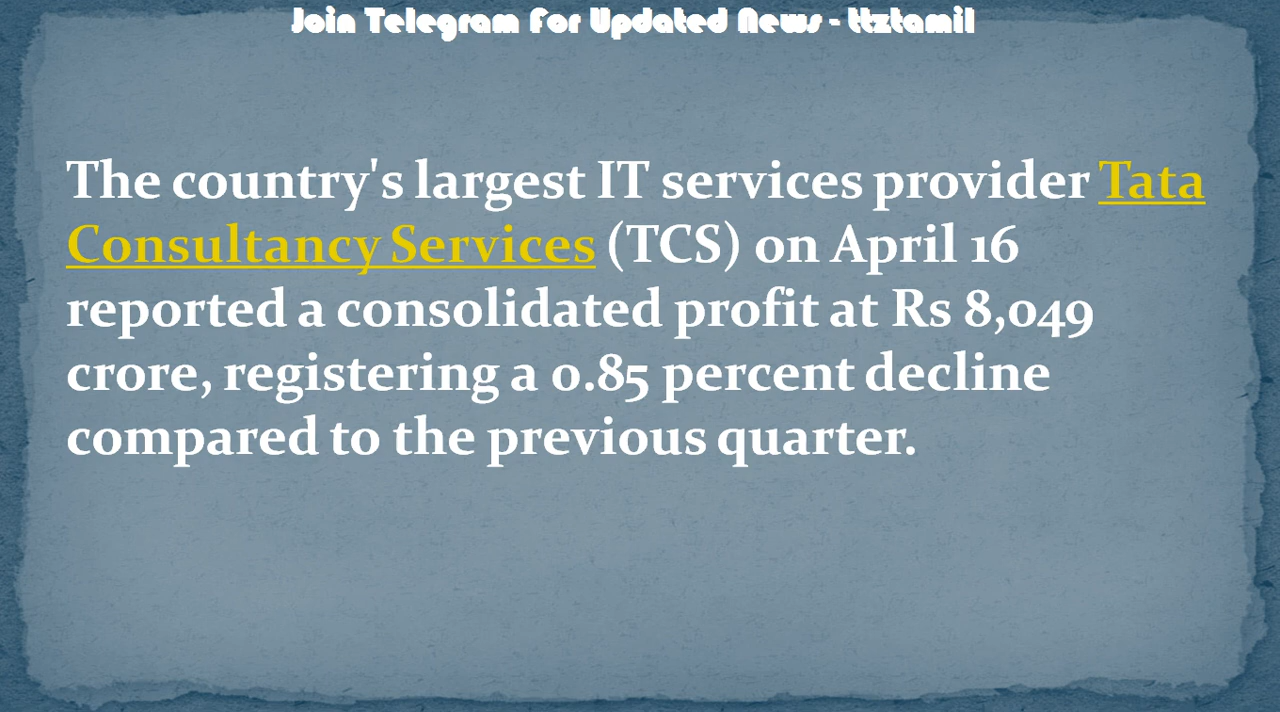 Join Telegram For Updated News - ttztamil
The country's largest IT services provider Tata
Consultancy Services (TCS) on April 16
reported a consolidated profit at Rs 8,049
crore, registering a 0.85 percent decline
compared to the previous quarter.